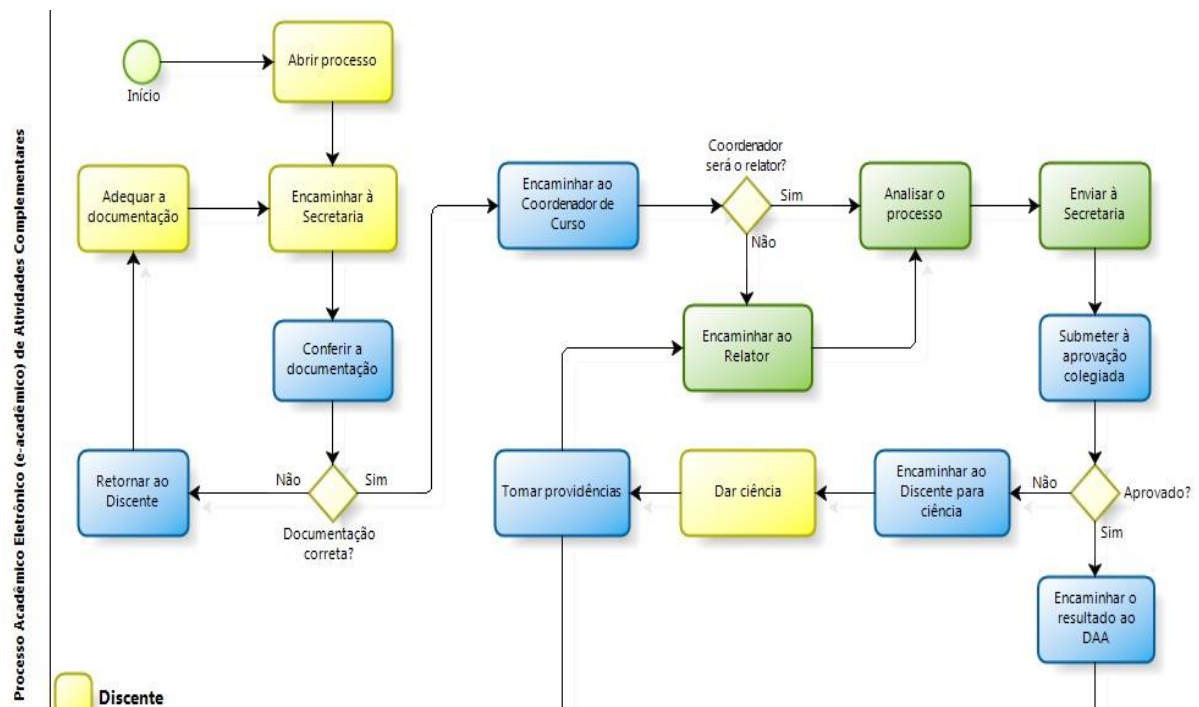 Processo Acadêmico Eletrônico (e-acadêmico) de Atividades Complementares
Início
Abrir processo
Adequar a
documentação
Encaminhar à
Secretaria
Conferir a
documentação
Retornar ao
Discente
Não
Sim
Documentação
correta?
Encaminhar ao
Coordenador de
Curso
Coordenador
será o relator?
Sim
Não
Analisar o
processo
Enviar à
Secretaria
Encaminhar ao
Relator
Submeter à
aprovação
colegiada
Tomar providências
Dar ciência
Encaminhar ao
Discente para
ciência
Não
Aprovado?
Sim
Encaminhar o
resultado ao
DAA
Discente